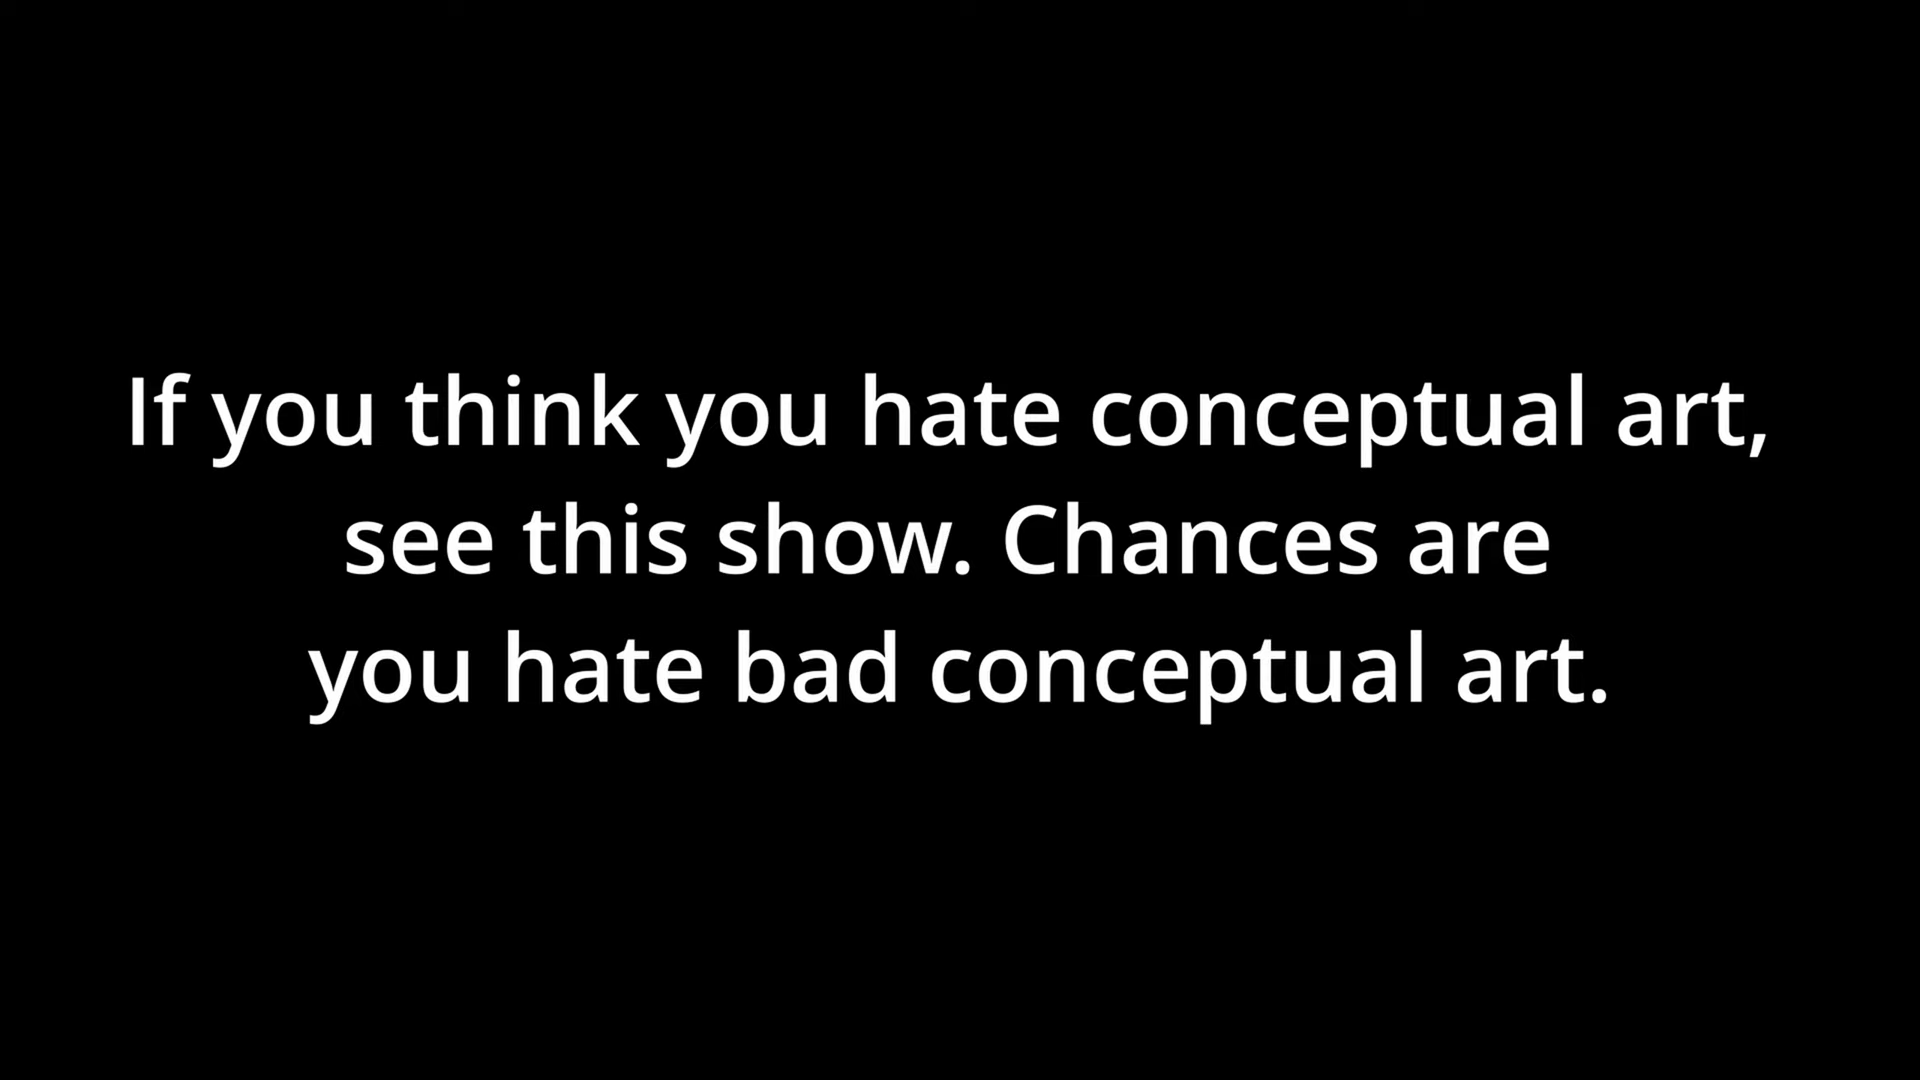 If you think you hate conceptual art,
see this show. Chances are
you hate bad conceptual art.